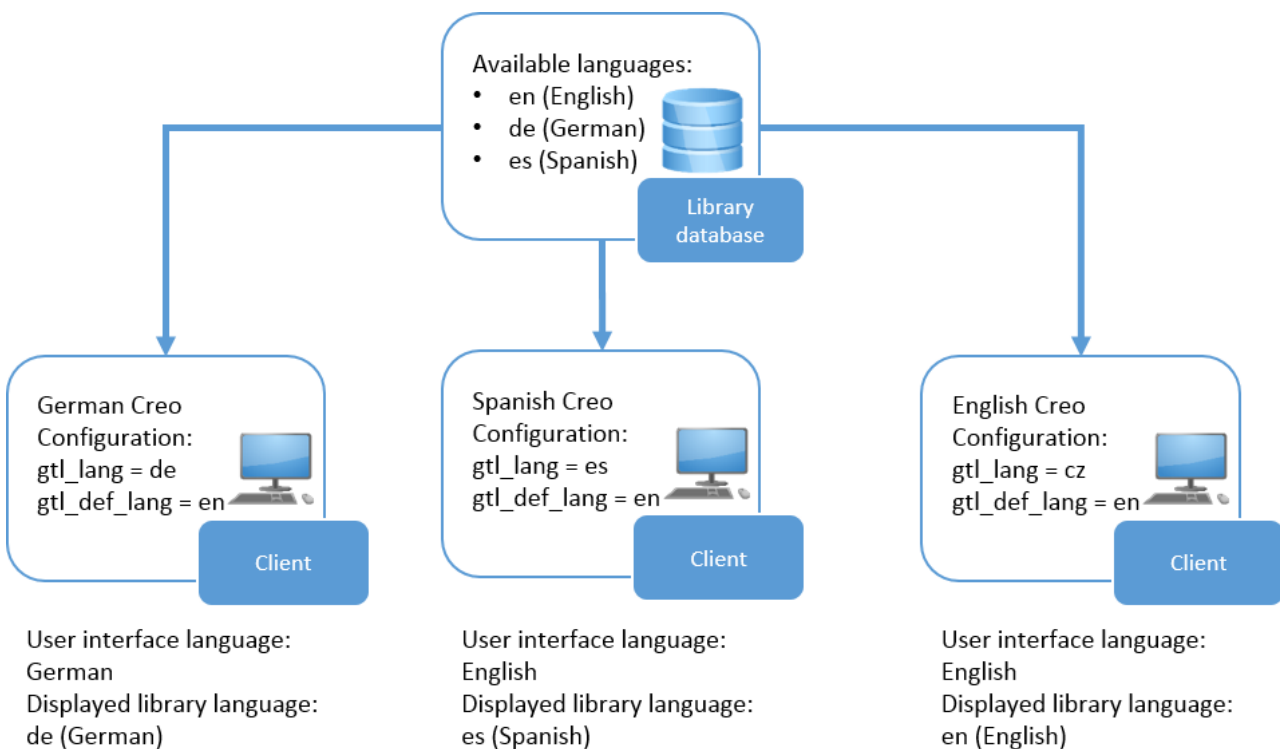 Available languages:
• en (English)
• de (German)
• es (Spanish)
Library
database
German Creo
Configuration:
gtl_lang = de
gtl_def_lang = en
Client
User interface language:
German
Displayed library language:
de (German)
Spanish Creo
Configuration:
gtl_lang = es
gtl_def_lang = en
Client
User interface language:
English
Displayed library language:
es (Spanish)
English Creo
Configuration:
gtl_lang = cz
gtl_def_lang = en
Client
User interface language:
English
Displayed library language:
en (English)